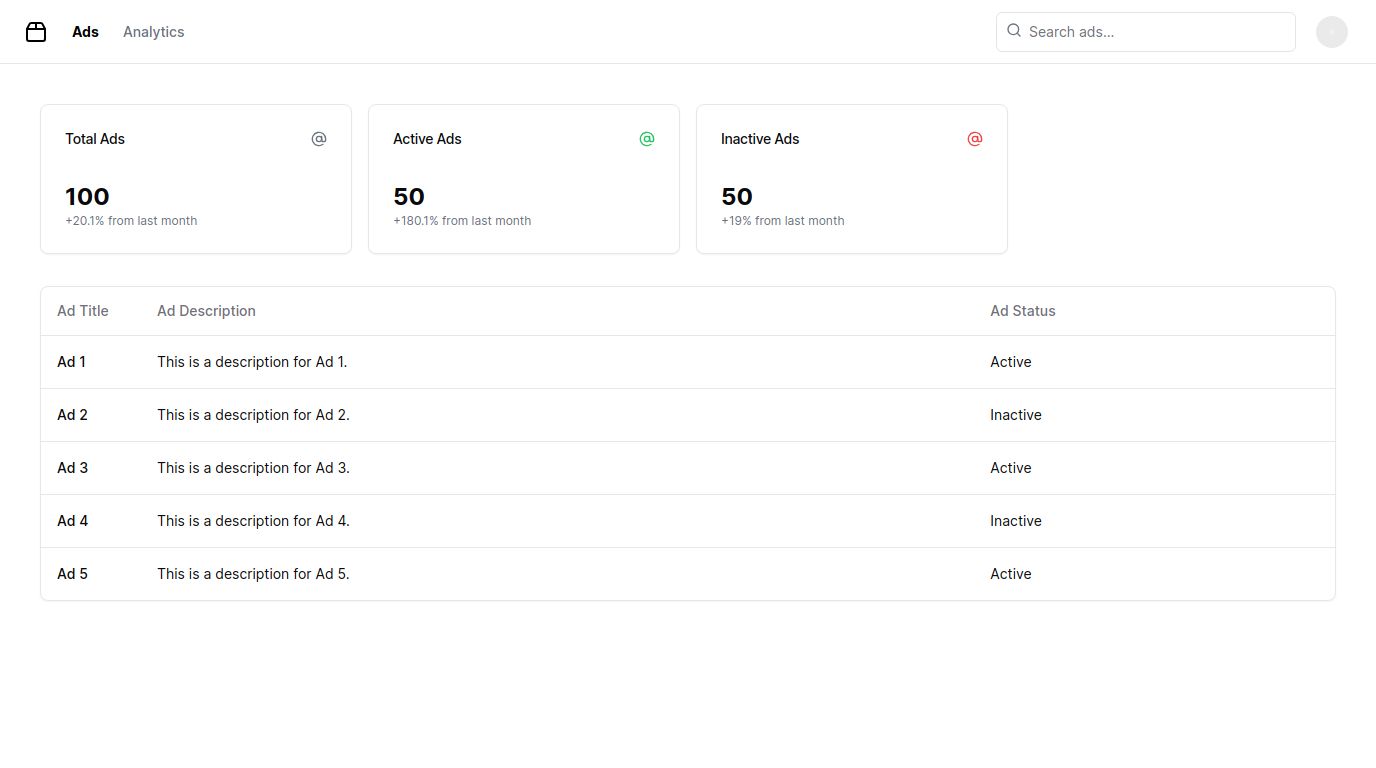 Ads Analytics Search ads...
Total Ads @ Active Ads @ Inactive Ads @
100 50 50
+20.1% from last month +180.1% from last month +19% from last month
Ad Title Ad Description Ad Status
Ad 1 This is a description for Ad 1. Active
Ad 2 This is a description for Ad 2. Inactive
Ad 3 This is a description for Ad 3. Active
Ad 4 This is a description for Ad 4. Inactive
Ad 5 This is a description for Ad 5. Active